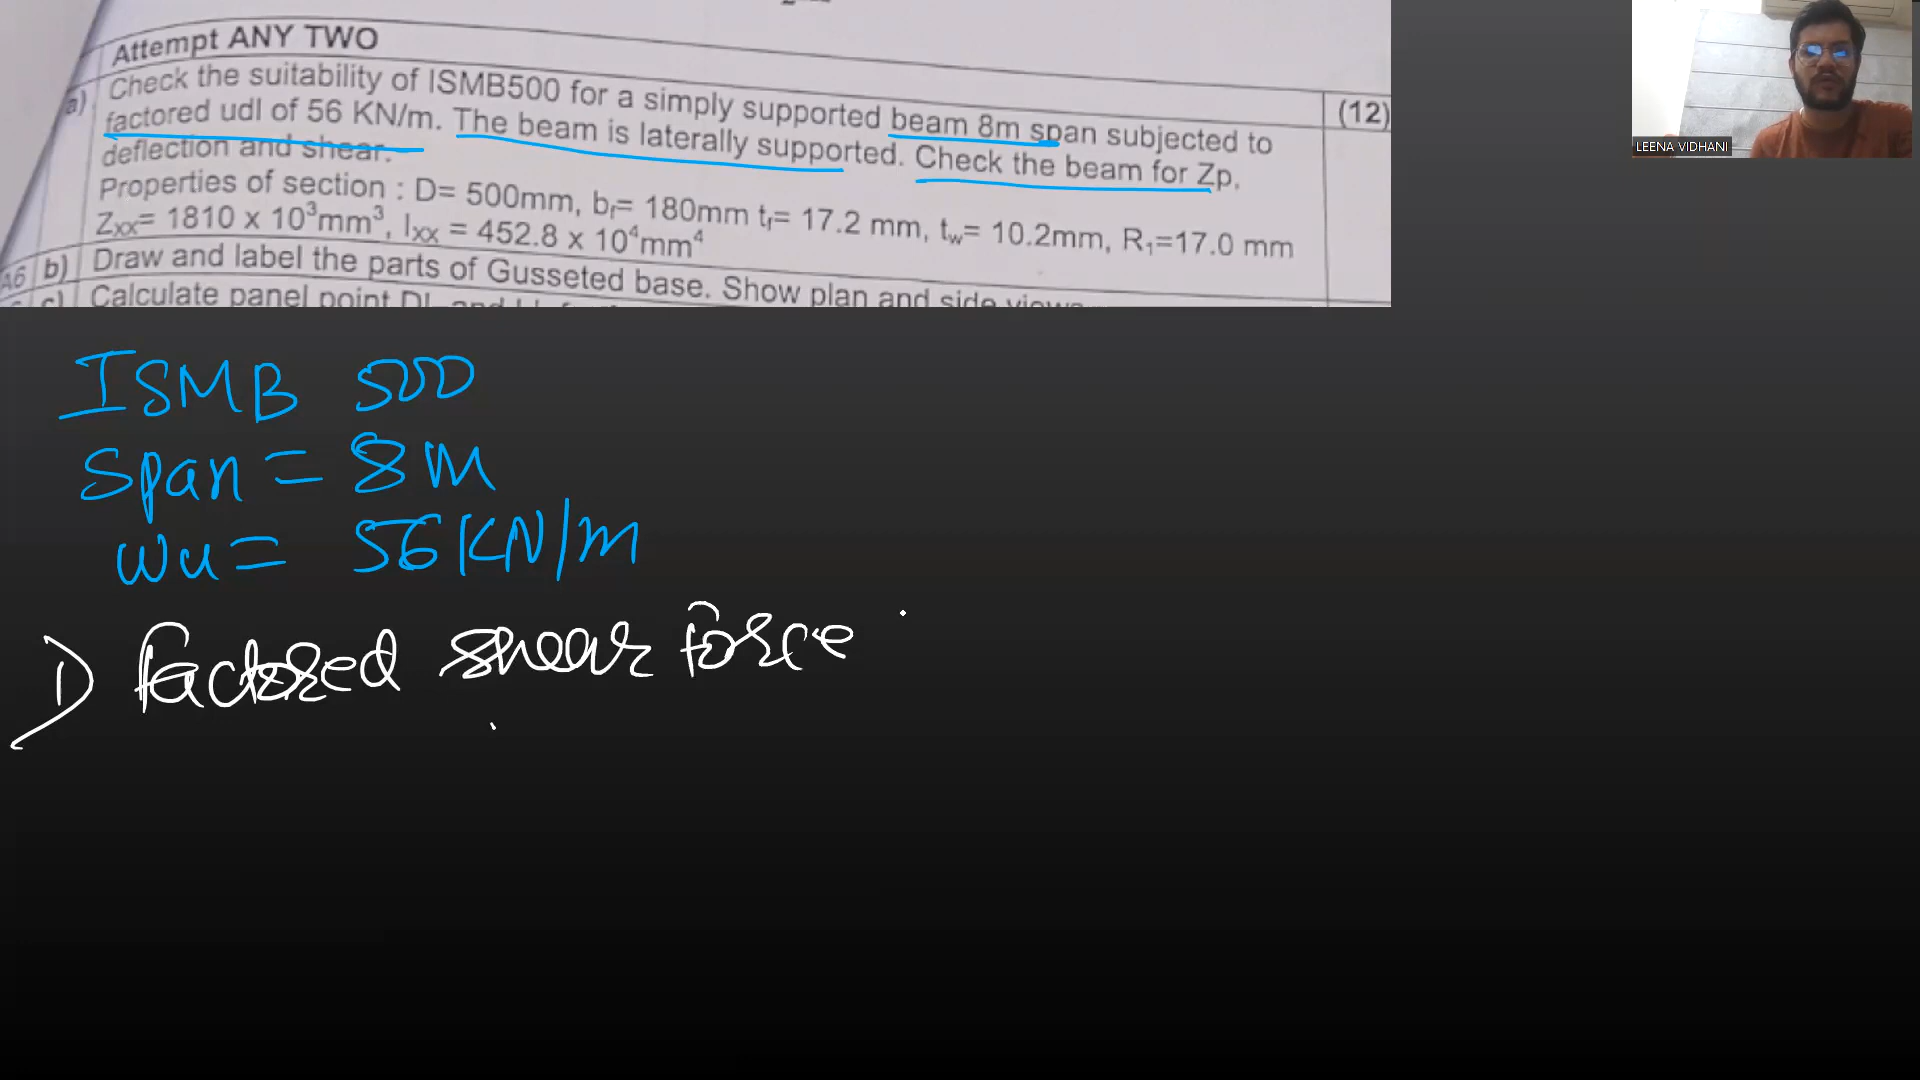 Attempt ANY TWO
a) Check the suitability of ISMB500 for a simply supported beam 8m span subjected to (12)
factored udl of 56 KN/m. The beam is laterally supported. Check the beam for Zp,
deflection and shear.
Properties of section : D= 500mm, bf= 180mm tf= 17.2 mm, tw= 10.2mm, R1=17.0 mm
Zxx= 1810 x 10³mm³, Ixx = 452.8 x 10⁴mm⁴
b) Draw and label the parts of Gusseted base. Show plan and side views
c) Calculate panel point DL and
LEENA VIDHANI
ISMB 500
span = 8m
wu = 56KN/m
1) factored shear force